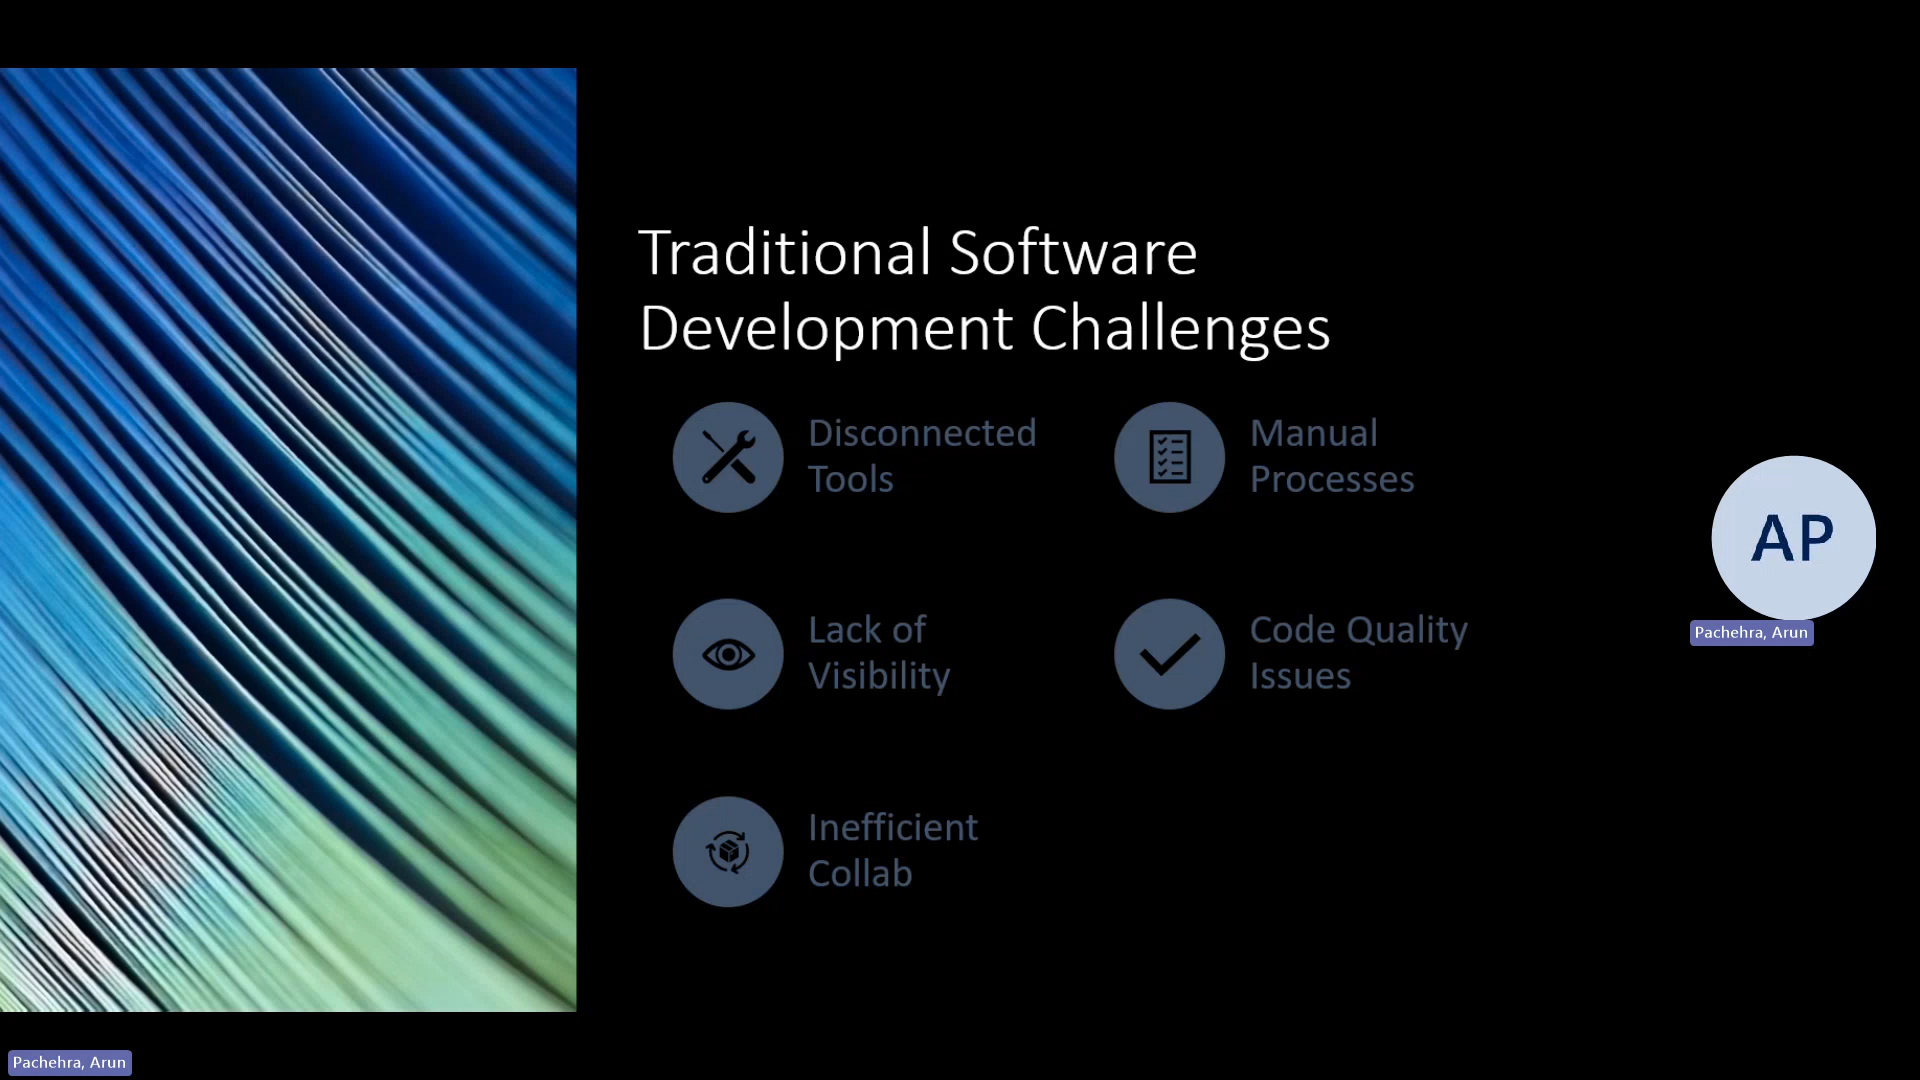 Traditional Software
Development Challenges
Disconnected
Tools
Manual
Processes
Lack of
Visibility
Code Quality
Issues
Inefficient
Collab
AP
Pachehra, Arun
Pachehra, Arun